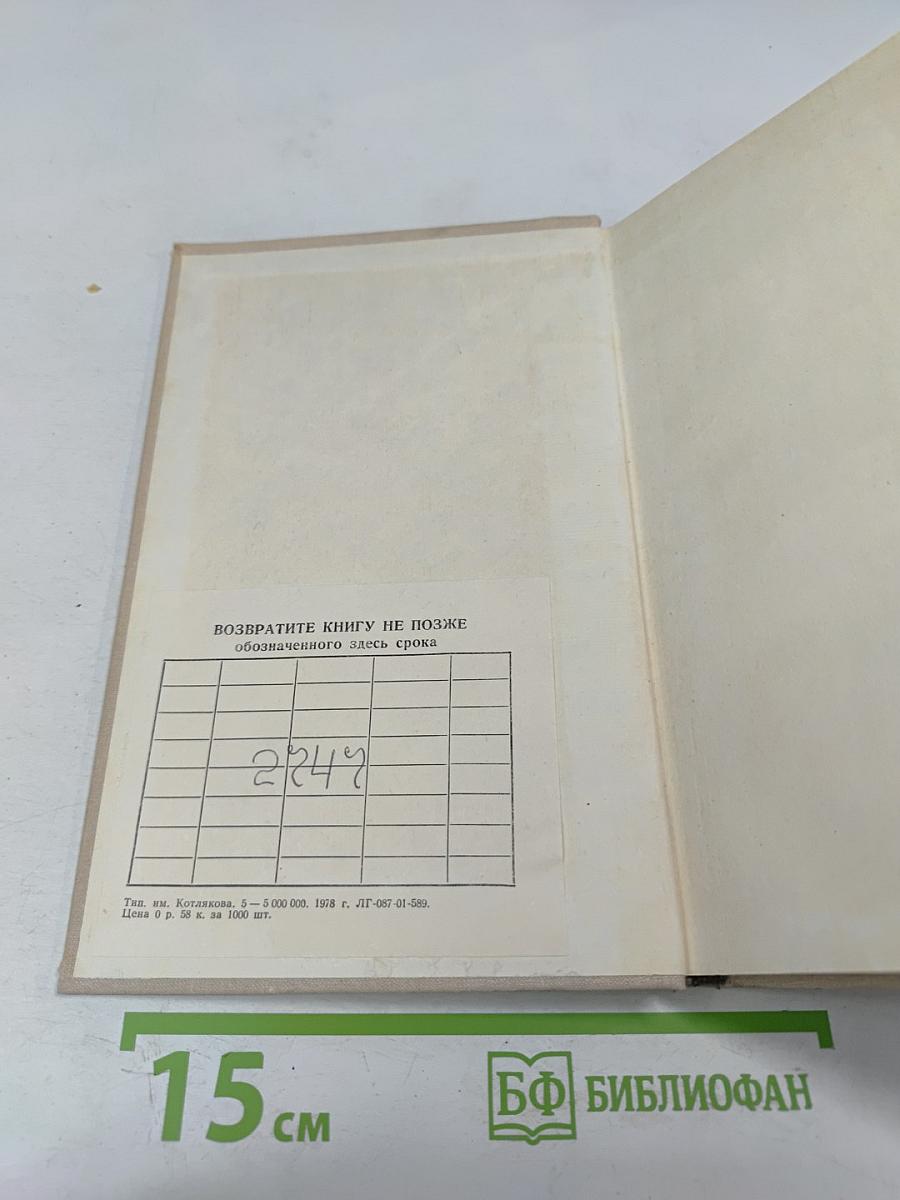 ВОЗВРАТИТЕ КНИГУ НЕ ПОЗЖЕ
обозначенного здесь срока
2747
Тип. им. Котлякова. 5 — 5 000 000. 1978 г. ЛГ-087-01-589.
Цена 0 р. 58 к. за 1000 шт.
15 см
БФ БИБЛИОФАН